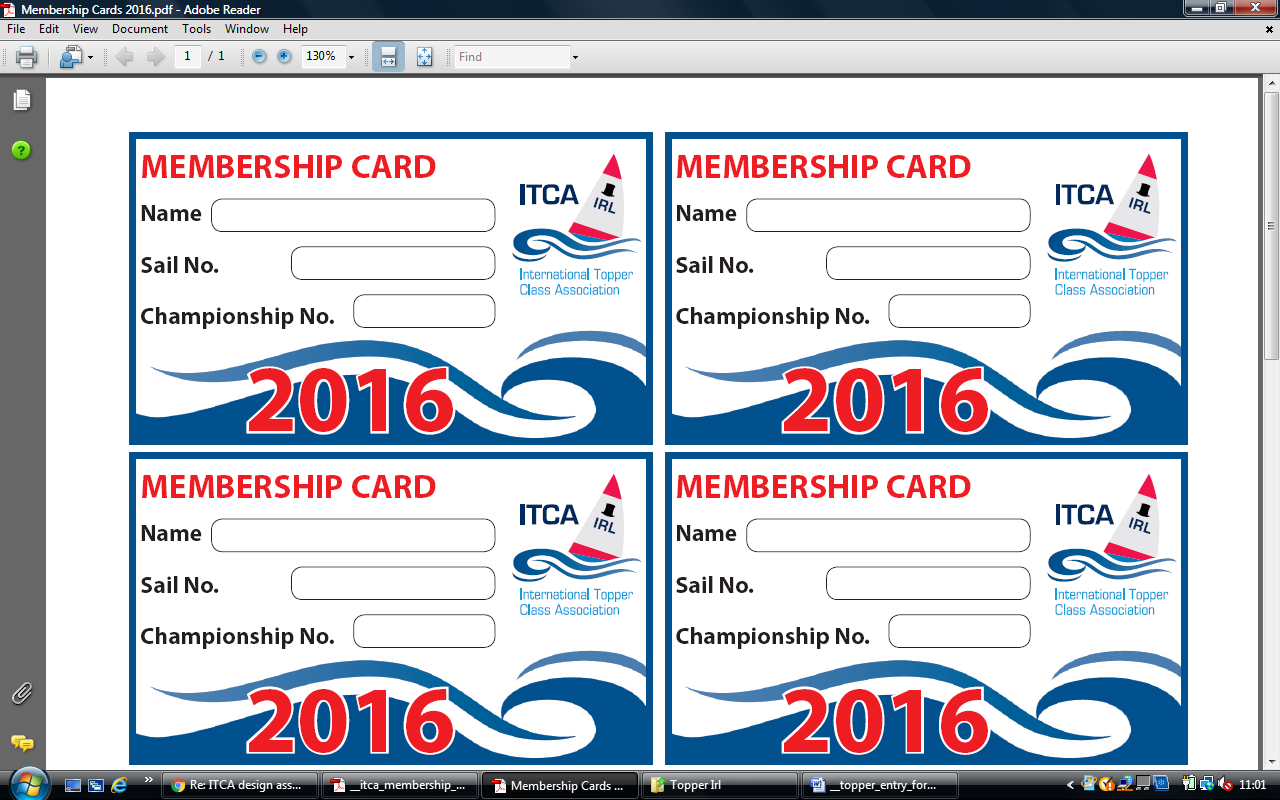 Membership Cards 2016.pdf - Adobe Reader
File Edit View Document Tools Window Help
1 / 1 130% Find
MEMBERSHIP CARD
Name
Sail No.
Championship No.
ITCA
IRL
International Topper
Class Association
2016
MEMBERSHIP CARD
Name
Sail No.
Championship No.
ITCA
IRL
International Topper
Class Association
2016
MEMBERSHIP CARD
Name
Sail No.
Championship No.
ITCA
IRL
International Topper
Class Association
2016
MEMBERSHIP CARD
Name
Sail No.
Championship No.
ITCA
IRL
International Topper
Class Association
2016
Re: ITCA design ass... __itca_membership_... Membership Cards ... Topper Irl __topper_entry_for... 11:01